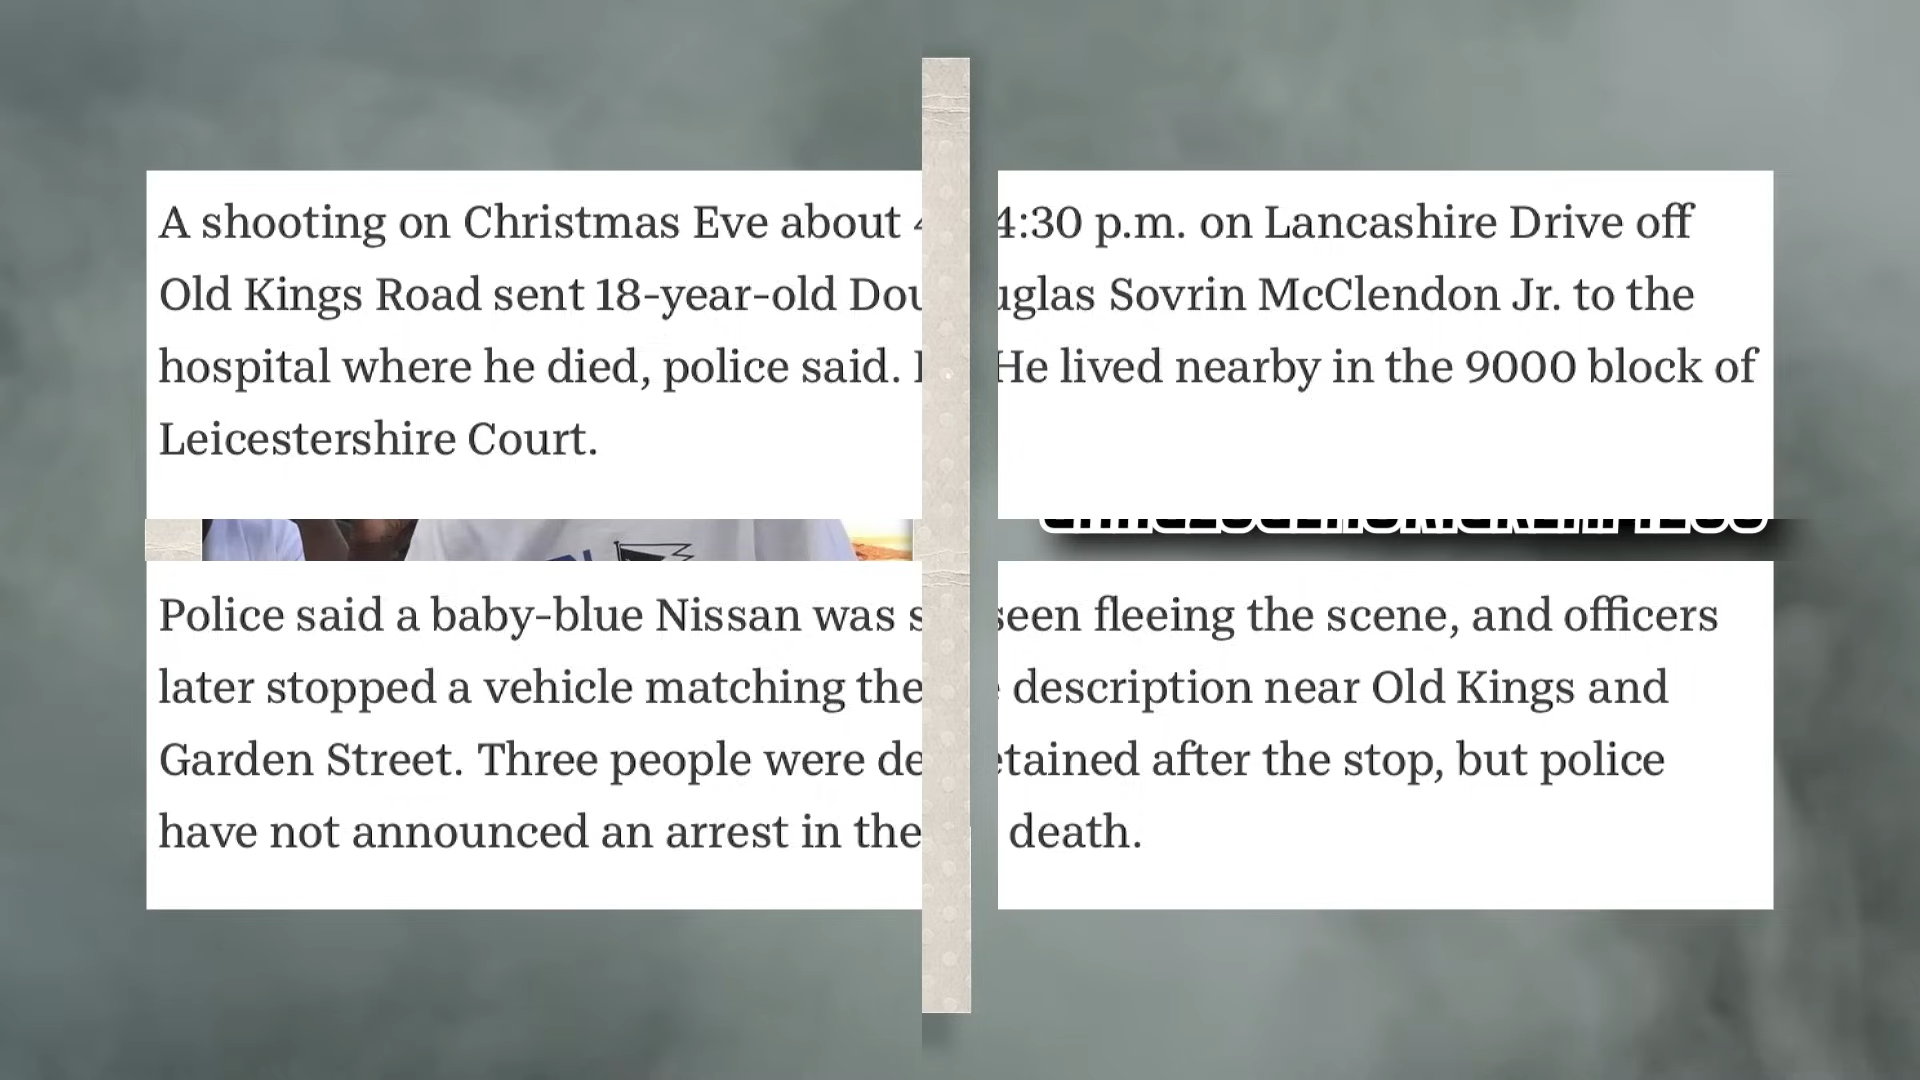 A shooting on Christmas Eve about 4:30 p.m. on Lancashire Drive off
Old Kings Road sent 18-year-old Douglas Sovrin McClendon Jr. to the
hospital where he died, police said. He lived nearby in the 9000 block of
Leicestershire Court.
Police said a baby-blue Nissan was seen fleeing the scene, and officers
later stopped a vehicle matching the description near Old Kings and
Garden Street. Three people were detained after the stop, but police
have not announced an arrest in the death.